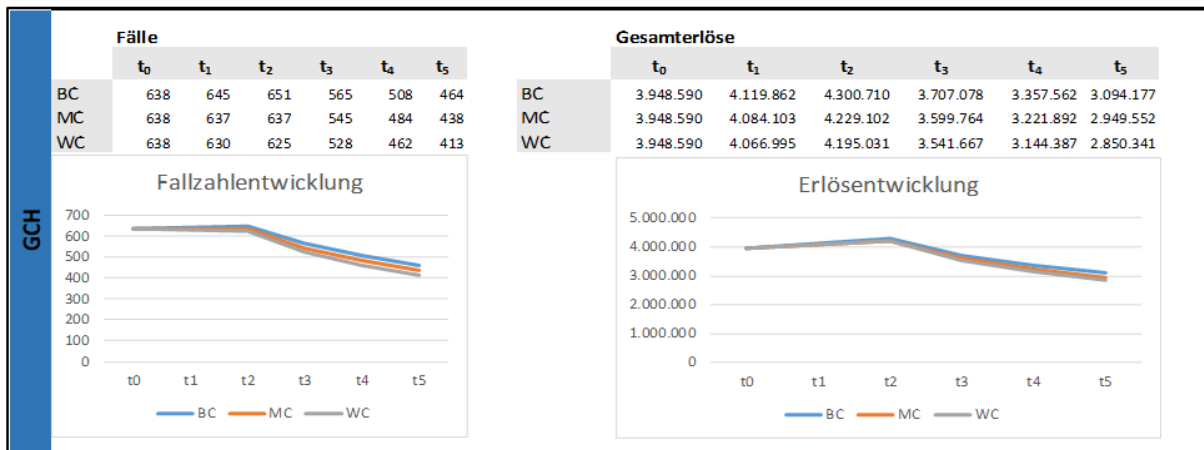 GCH
Fälle
t₀ t₁ t₂ t₃ t₄ t₅
BC 638 645 651 565 508 464
MC 638 637 637 545 484 438
WC 638 630 625 528 462 413
Fallzahlentwicklung
700
600
500
400
300
200
100
0
t0 t1 t2 t3 t4 t5
BC MC WC
Gesamterlöse
t₀ t₁ t₂ t₃ t₄ t₅
BC 3.948.590 4.119.862 4.300.710 3.707.078 3.357.562 3.094.177
MC 3.948.590 4.084.103 4.229.102 3.599.764 3.221.892 2.949.552
WC 3.948.590 4.066.995 4.195.031 3.541.667 3.144.387 2.850.341
Erlösentwicklung
5.000.000
4.000.000
3.000.000
2.000.000
1.000.000
0
t0 t1 t2 t3 t4 t5
BC MC WC